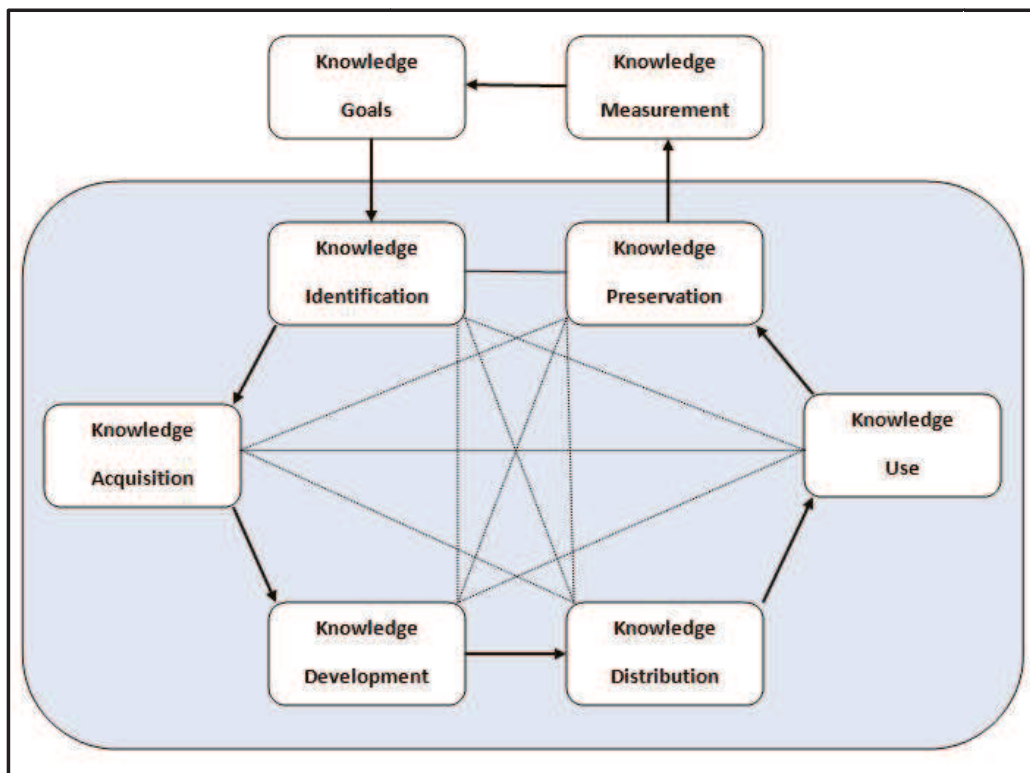 Knowledge
Goals
Knowledge
Measurement
Knowledge
Identification
Knowledge
Preservation
Knowledge
Acquisition
Knowledge
Use
Knowledge
Development
Knowledge
Distribution